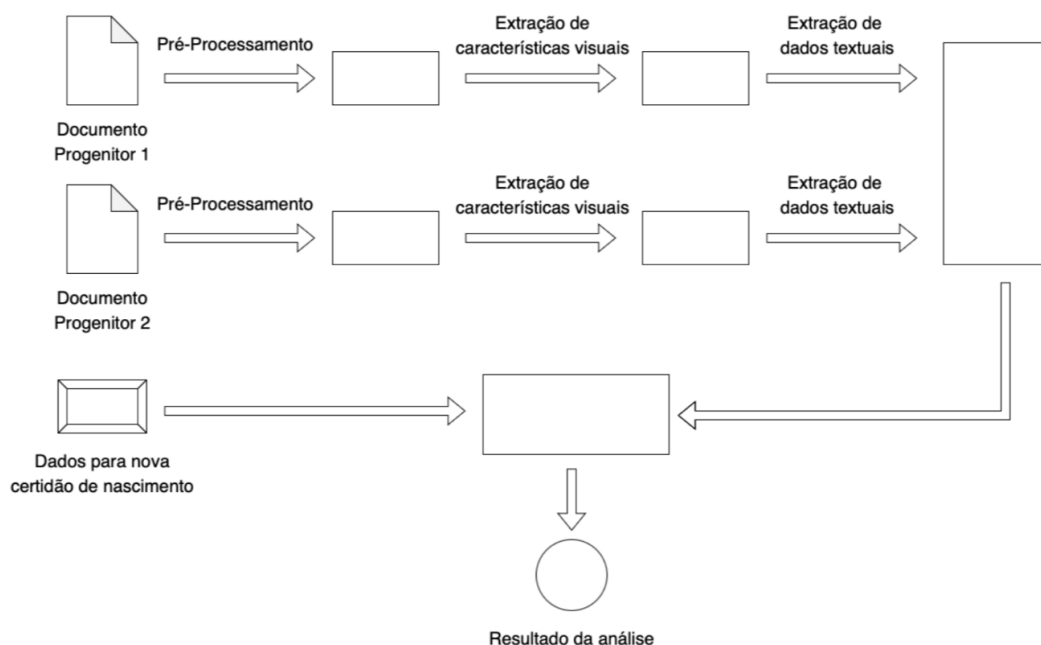 Pré-Processamento
Extração de
características visuais
Extração de
dados textuais
Documento
Progenitor 1
Pré-Processamento
Extração de
características visuais
Extração de
dados textuais
Documento
Progenitor 2
Dados para nova
certidão de nascimento
Resultado da análise